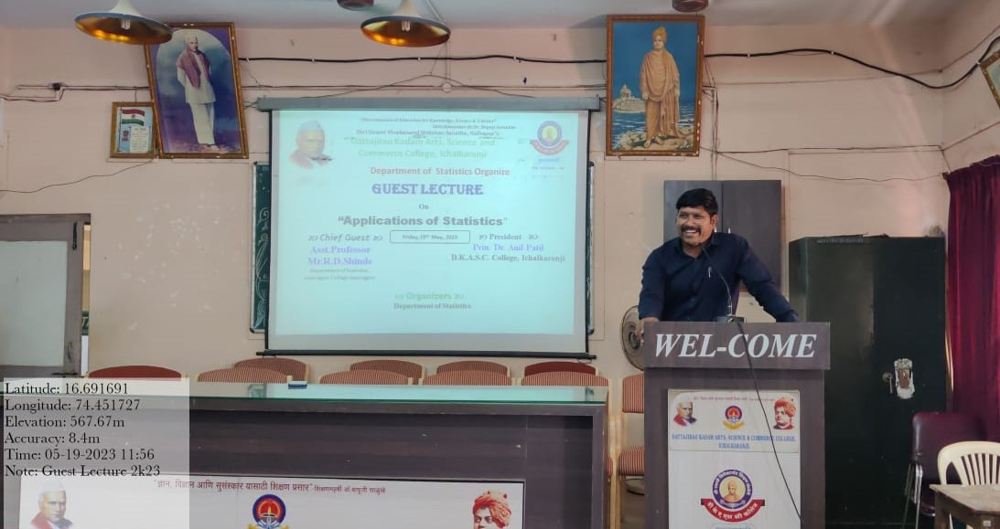 "Dissemination of Education for Knowledge, Science & Culture"
Shri Swami Vivekanand Shikshan Sanstha, Kolhapur's
Dattajirao Kadam Arts, Science and
Commerce College, Ichalkaranji
Department of Statistics Organize
GUEST LECTURE
On
“Applications of Statistics”
Chief Guest
Friday, 19th May, 2023
President
Asst.Professor
Prin. Dr. Anil Patil
Mr.R.D.Shinde
D.K.A.S.C. College, Ichalkaranji
Department of Statistics,
Organizers
Department of Statistics
WEL-COME
DATTAJIRAO KADAM ARTS, SCIENCE & COMMERCE COLLEGE,
ICHALKARANJI.
"ज्ञान, विज्ञान आणि सुसंस्कार यासाठी शिक्षण प्रसार"-शिक्षणमहर्षी डॉ.बापूजी साळुंखे
Latitude: 16.691691
Longitude: 74.451727
Elevation: 567.67m
Accuracy: 8.4m
Time: 05-19-2023 11:56
Note: Guest Lecture 2k23